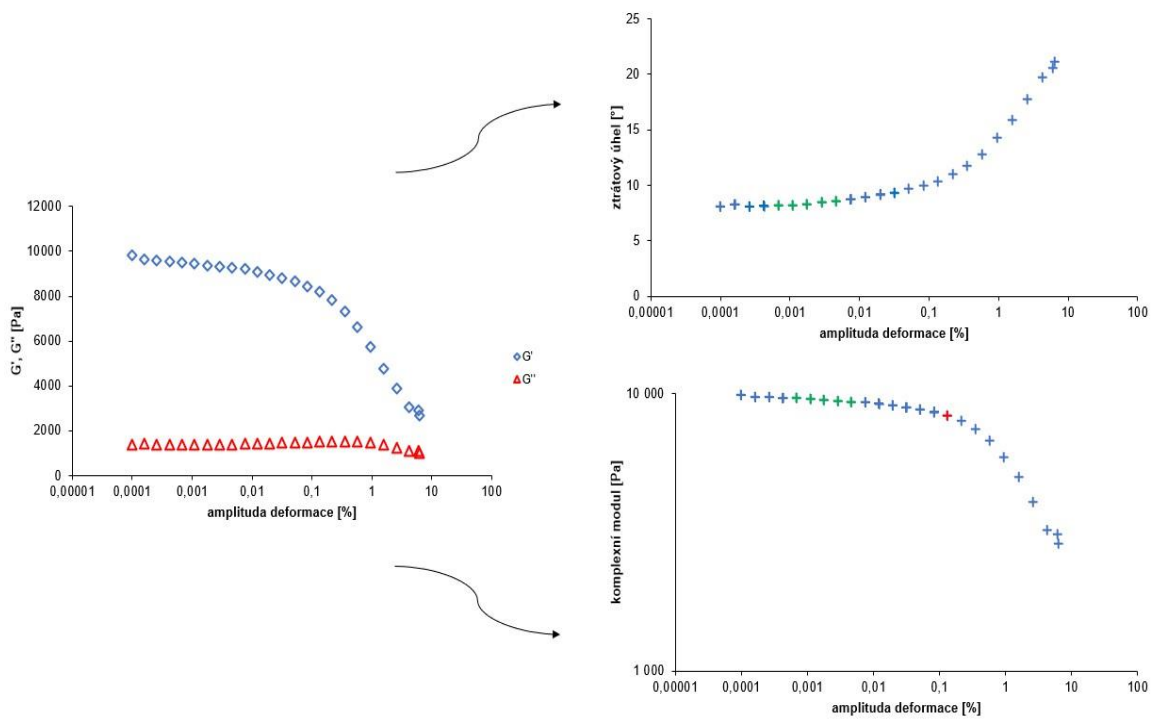 12000
10000
8000
6000
4000
2000
0
G', G'' [Pa]
0,00001 0,0001 0,001 0,01 0,1 1 10 100
amplituda deformace [%]
G'
G''
25
20
15
10
5
0
ztrátový úhel [°]
0,00001 0,0001 0,001 0,01 0,1 1 10 100
amplituda deformace [%]
10 000
1 000
komplexní modul [Pa]
0,00001 0,0001 0,001 0,01 0,1 1 10 100
amplituda deformace [%]